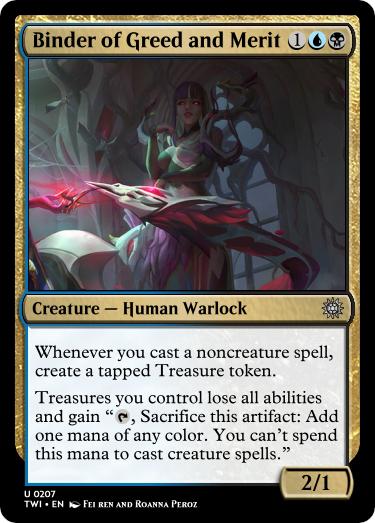 Binder of Greed and Merit 1
Creature — Human Warlock
Whenever you cast a noncreature spell,
create a tapped Treasure token.
Treasures you control lose all abilities
and gain “, Sacrifice this artifact: Add
one mana of any color. You can’t spend
this mana to cast creature spells.”
2/1
U 0207
TWI • EN Fei ren and Roanna Peroz